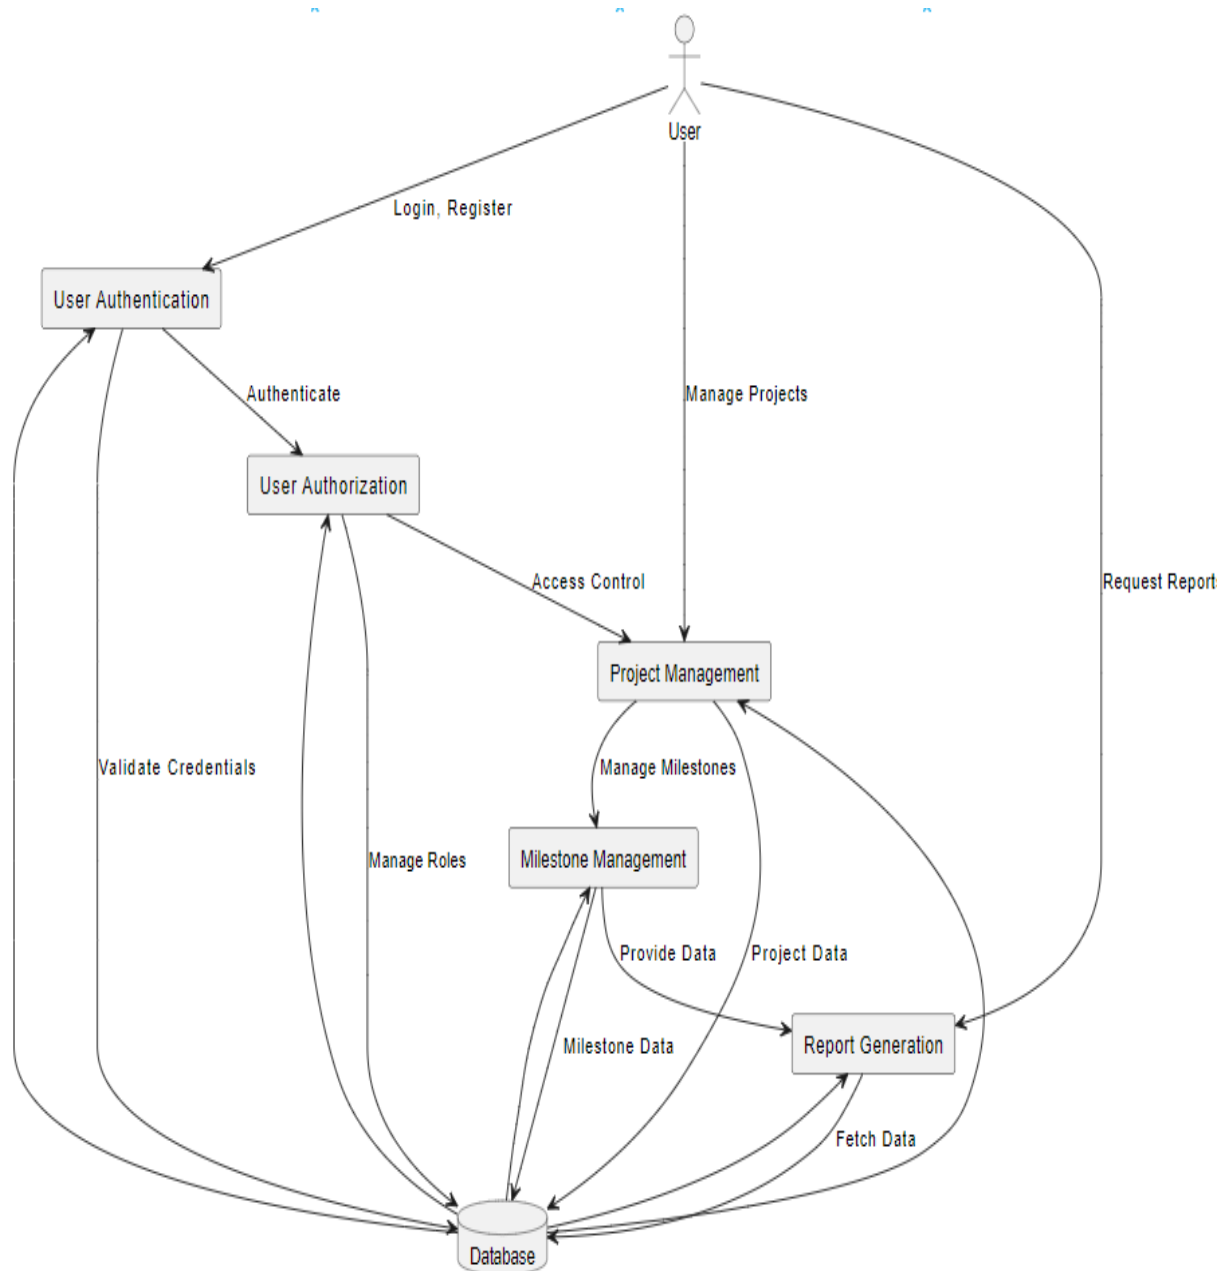 User
Login, Register
User Authentication
Authenticate
Manage Projects
User Authorization
Access Control
Request Reports
Project Management
Validate Credentials
Manage Milestones
Milestone Management
Manage Roles
Provide Data
Project Data
Milestone Data
Report Generation
Fetch Data
Database